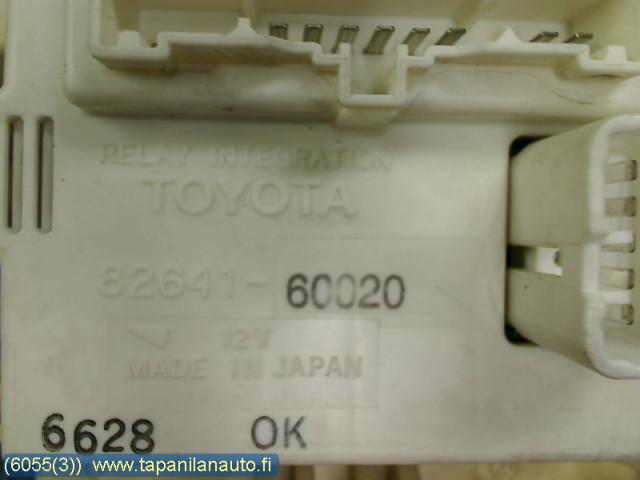 RELAY INTEGRATION
TOYOTA
82641-60020
12V
MADE IN JAPAN
6628 OK
(6055(3)) www.tapanilanauto.fi